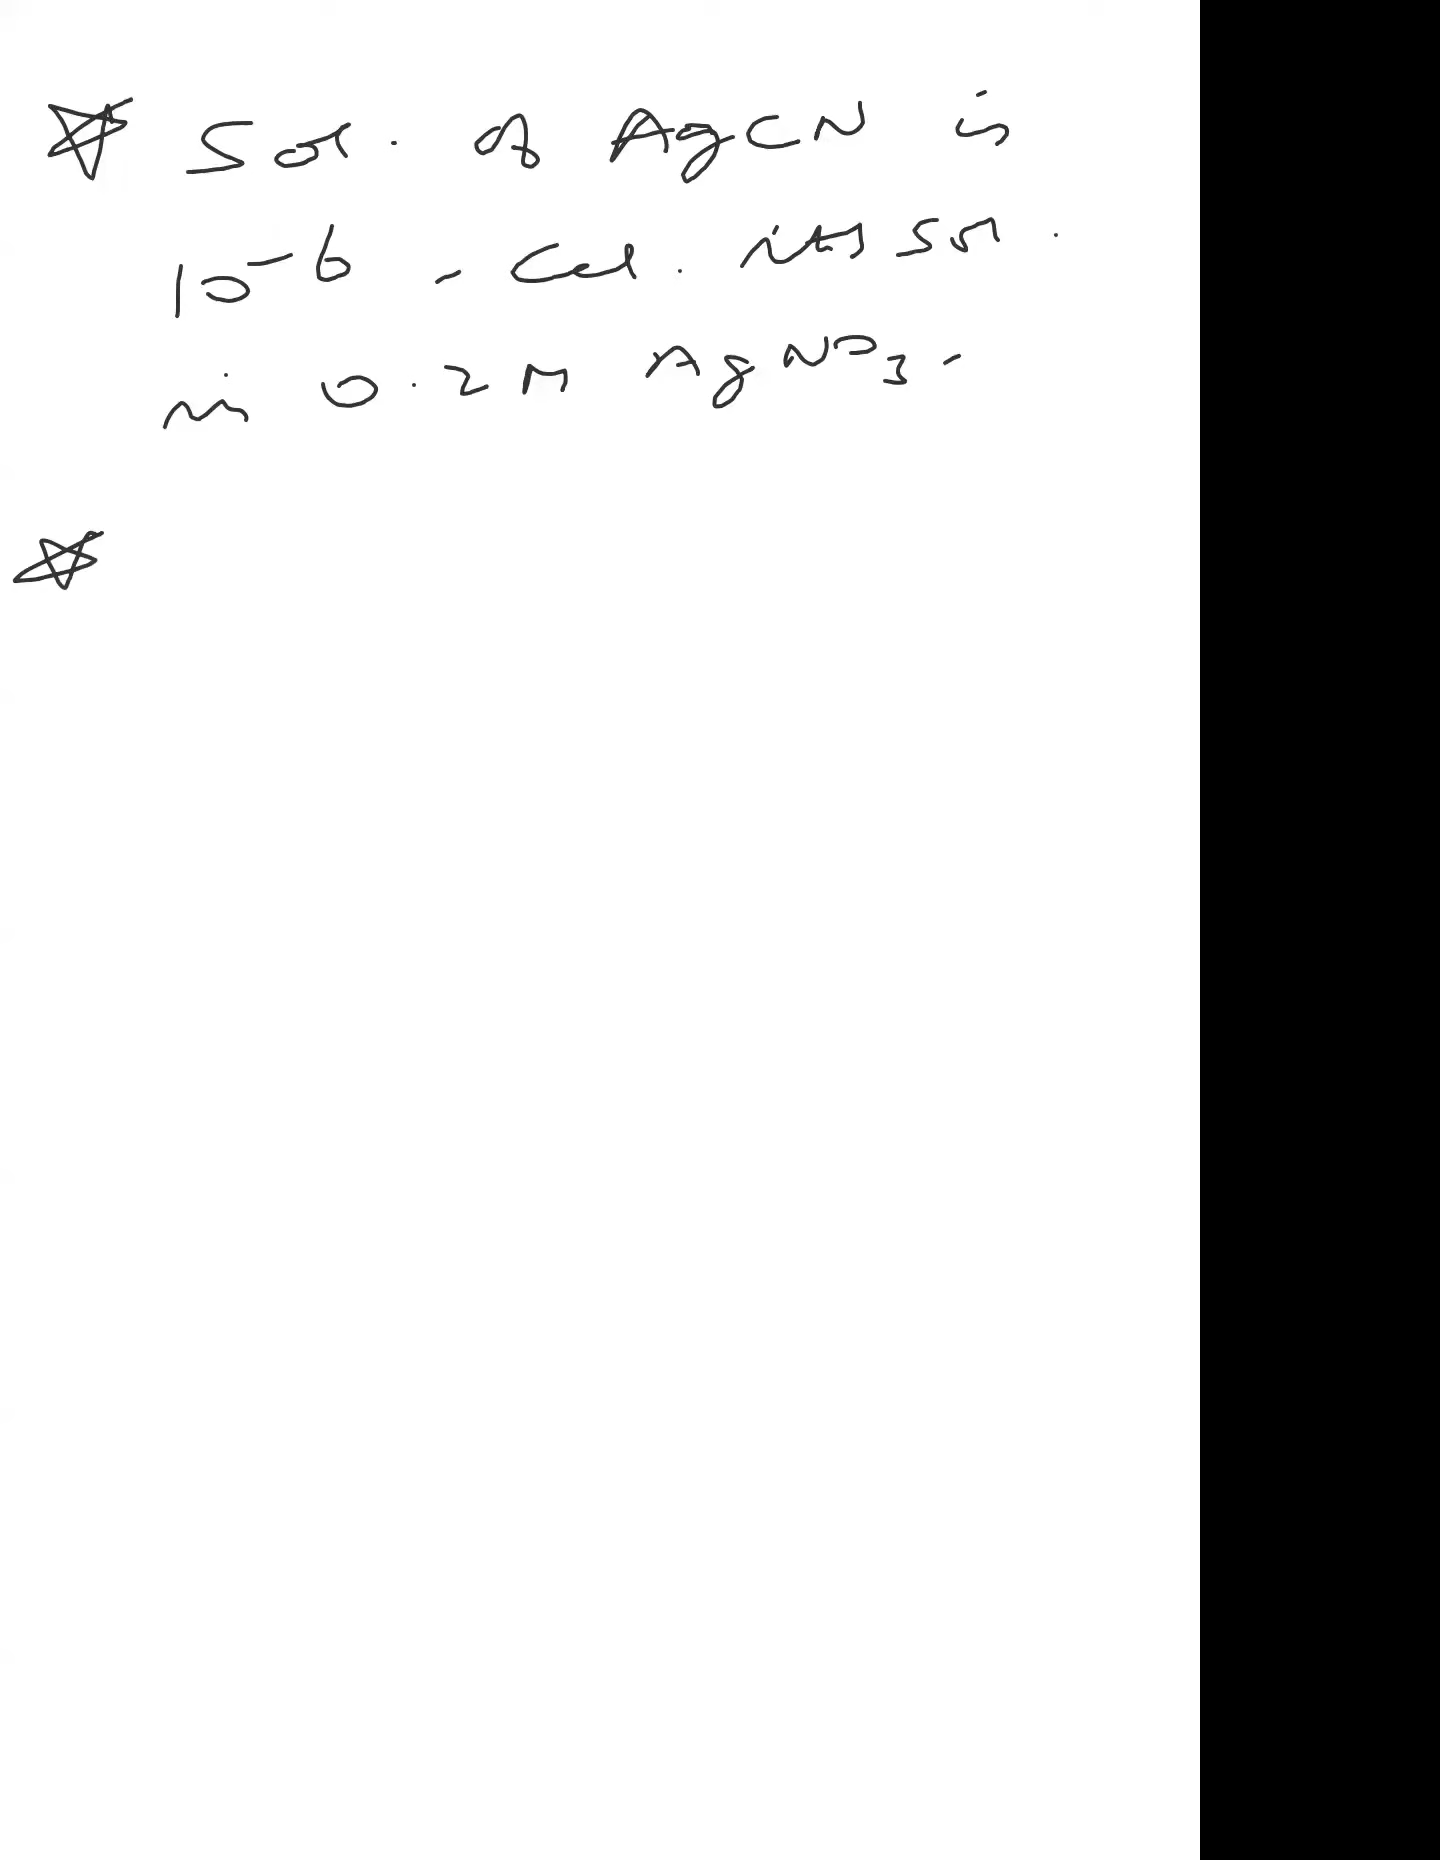 Sol. of AgCN is
10⁻⁶. Cal. its sol.
in 0.2M AgNO₃.